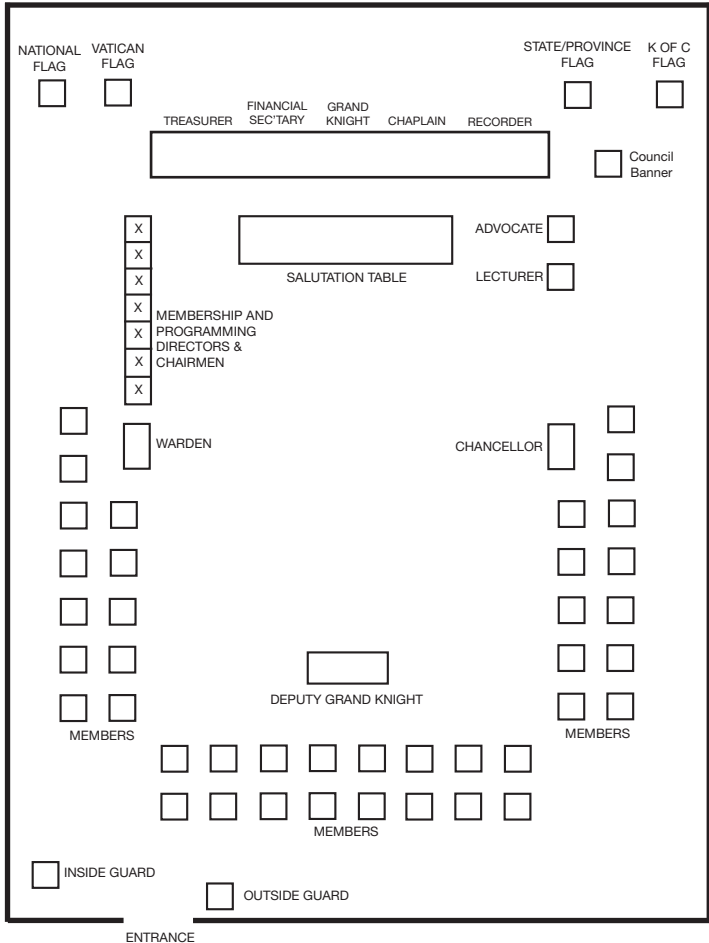 NATIONAL
FLAG
VATICAN
FLAG
STATE/PROVINCE
FLAG
K OF C
FLAG
TREASURER
FINANCIAL
SEC'TARY
GRAND
KNIGHT
CHAPLAIN
RECORDER
Council
Banner
X
X
X
X
X
X
X
SALUTATION TABLE
ADVOCATE
LECTURER
MEMBERSHIP AND
PROGRAMMING
DIRECTORS &
CHAIRMEN
WARDEN
CHANCELLOR
DEPUTY GRAND KNIGHT
MEMBERS
MEMBERS
MEMBERS
INSIDE GUARD
OUTSIDE GUARD
ENTRANCE